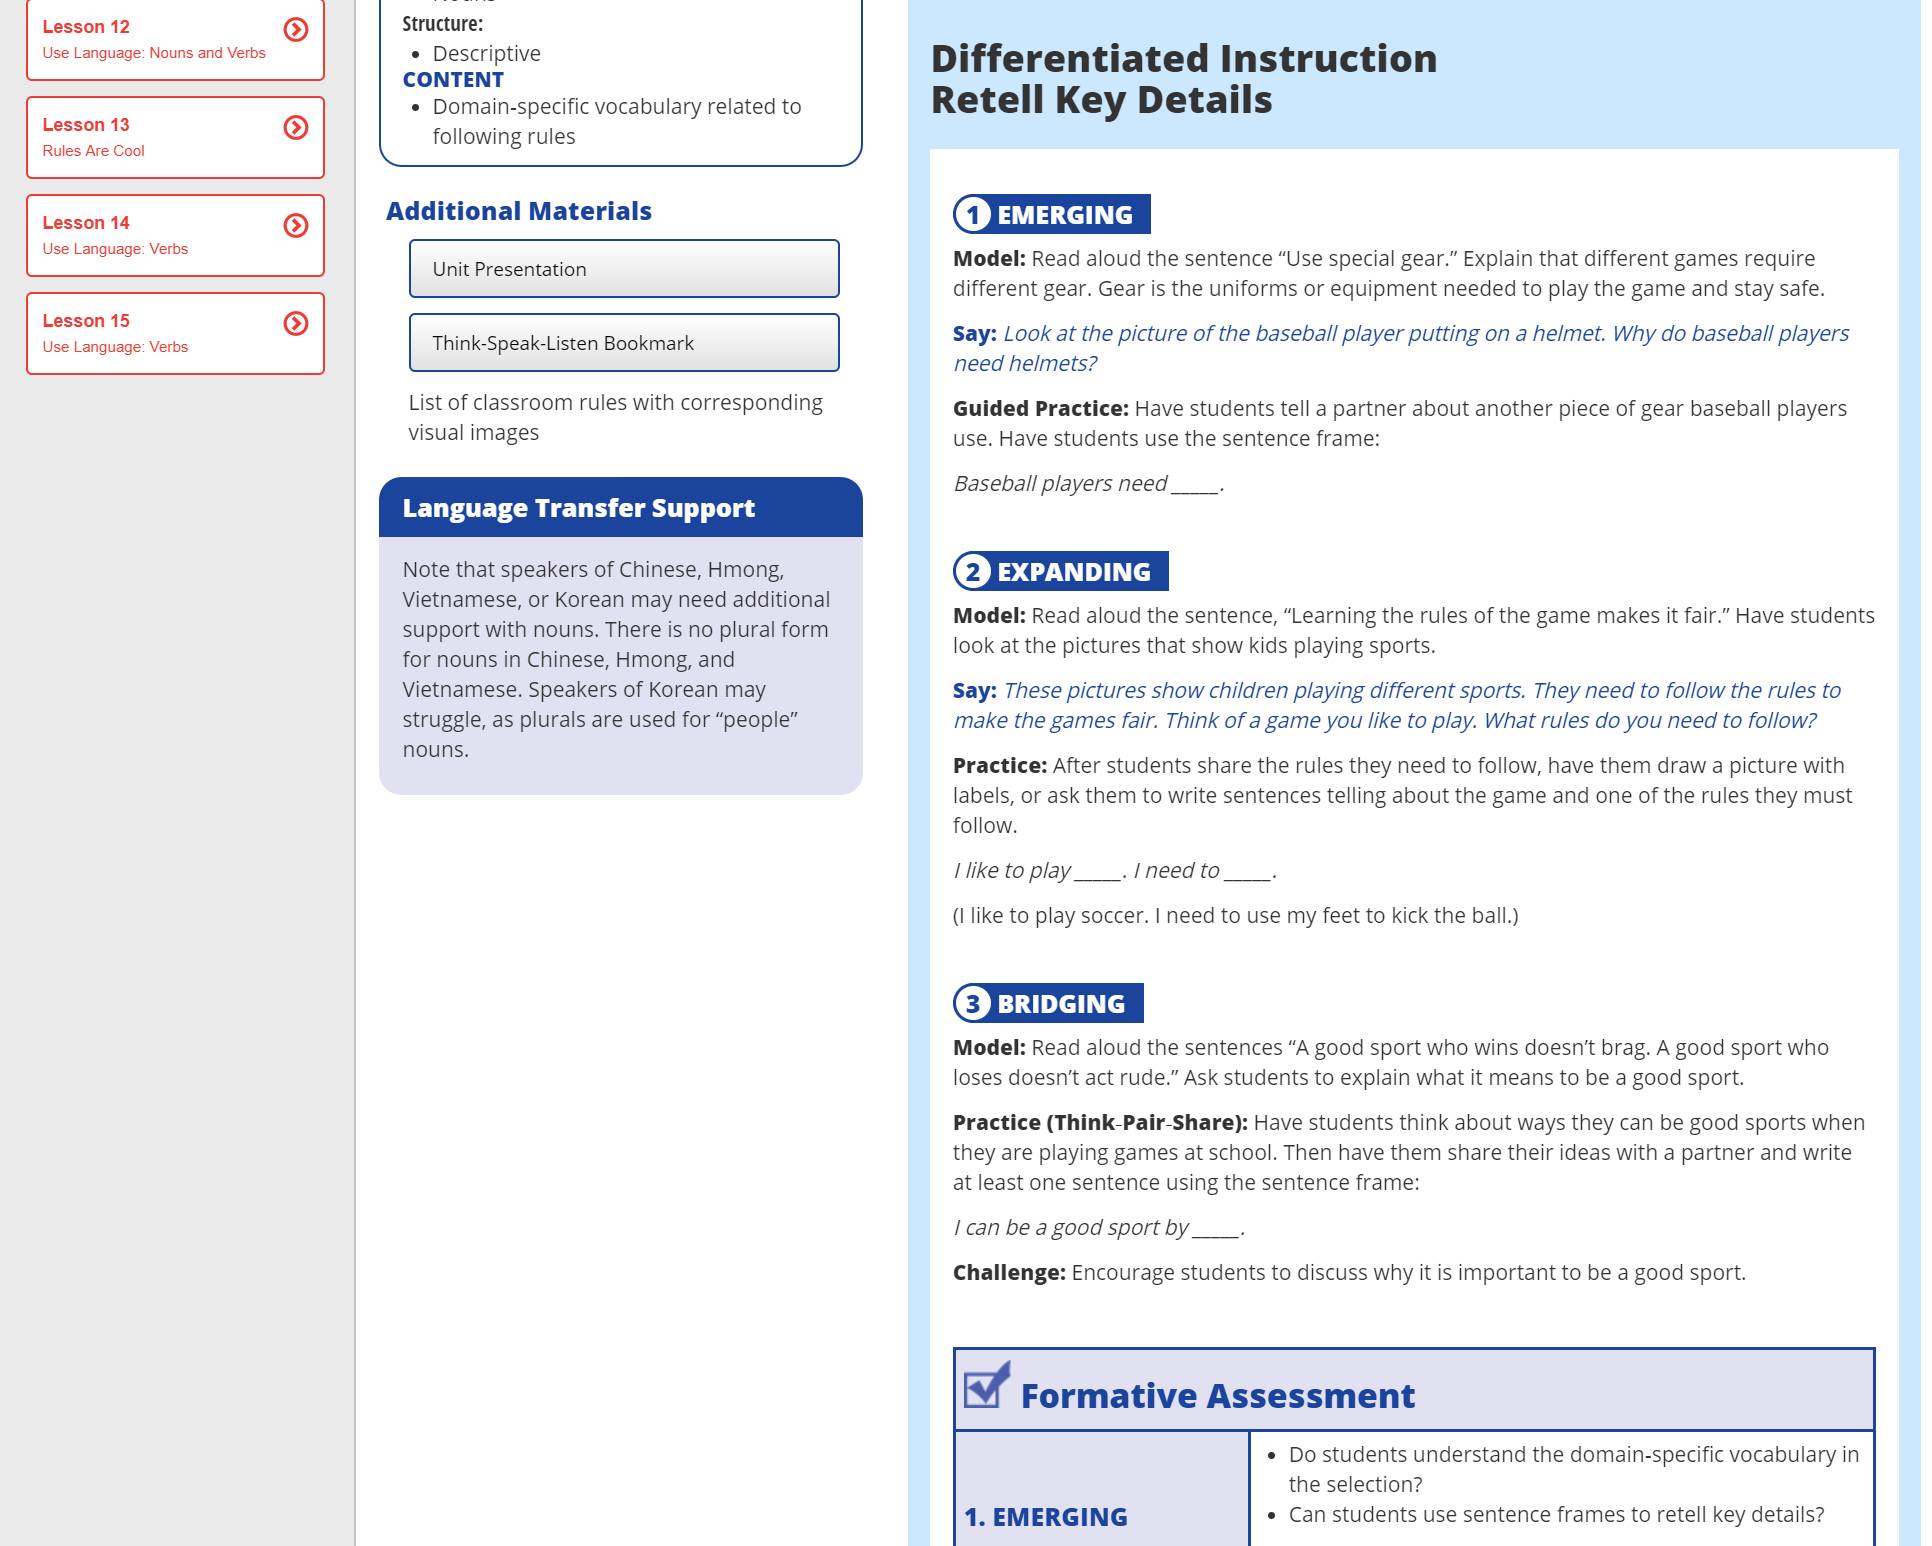 Lesson 12
Use Language: Nouns and Verbs
Lesson 13
Rules Are Cool
Lesson 14
Use Language: Verbs
Lesson 15
Use Language: Verbs
Structure:
• Descriptive
CONTENT
• Domain-specific vocabulary related to
following rules
Additional Materials
Unit Presentation
Think-Speak-Listen Bookmark
List of classroom rules with corresponding
visual images
Language Transfer Support
Note that speakers of Chinese, Hmong,
Vietnamese, or Korean may need additional
support with nouns. There is no plural form
for nouns in Chinese, Hmong, and
Vietnamese. Speakers of Korean may
struggle, as plurals are used for “people”
nouns.
Differentiated Instruction
Retell Key Details
1 EMERGING
Model: Read aloud the sentence “Use special gear.” Explain that different games require
different gear. Gear is the uniforms or equipment needed to play the game and stay safe.
Say: Look at the picture of the baseball player putting on a helmet. Why do baseball players
need helmets?
Guided Practice: Have students tell a partner about another piece of gear baseball players
use. Have students use the sentence frame:
Baseball players need _____.
2 EXPANDING
Model: Read aloud the sentence, “Learning the rules of the game makes it fair.” Have students
look at the pictures that show kids playing sports.
Say: These pictures show children playing different sports. They need to follow the rules to
make the games fair. Think of a game you like to play. What rules do you need to follow?
Practice: After students share the rules they need to follow, have them draw a picture with
labels, or ask them to write sentences telling about the game and one of the rules they must
follow.
I like to play _____. I need to _____.
(I like to play soccer. I need to use my feet to kick the ball.)
3 BRIDGING
Model: Read aloud the sentences “A good sport who wins doesn’t brag. A good sport who
loses doesn’t act rude.” Ask students to explain what it means to be a good sport.
Practice (Think-Pair-Share): Have students think about ways they can be good sports when
they are playing games at school. Then have them share their ideas with a partner and write
at least one sentence using the sentence frame:
I can be a good sport by _____.
Challenge: Encourage students to discuss why it is important to be a good sport.
Formative Assessment
1. EMERGING
• Do students understand the domain-specific vocabulary in
the selection?
• Can students use sentence frames to retell key details?